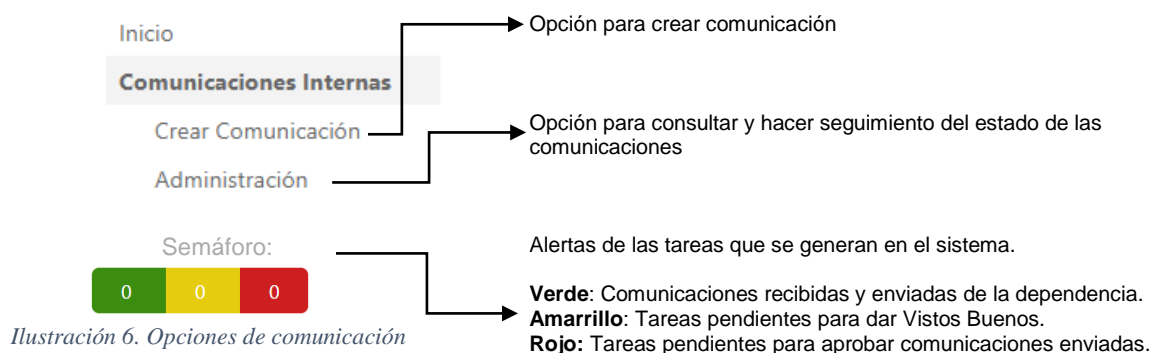 Inicio
Comunicaciones Internas
Crear Comunicación
Administración
Semáforo:
0 0 0
Ilustración 6. Opciones de comunicación
Opción para crear comunicación
Opción para consultar y hacer seguimiento del estado de las
comunicaciones
Alertas de las tareas que se generan en el sistema.
Verde: Comunicaciones recibidas y enviadas de la dependencia.
Amarrillo: Tareas pendientes para dar Vistos Buenos.
Rojo: Tareas pendientes para aprobar comunicaciones enviadas.